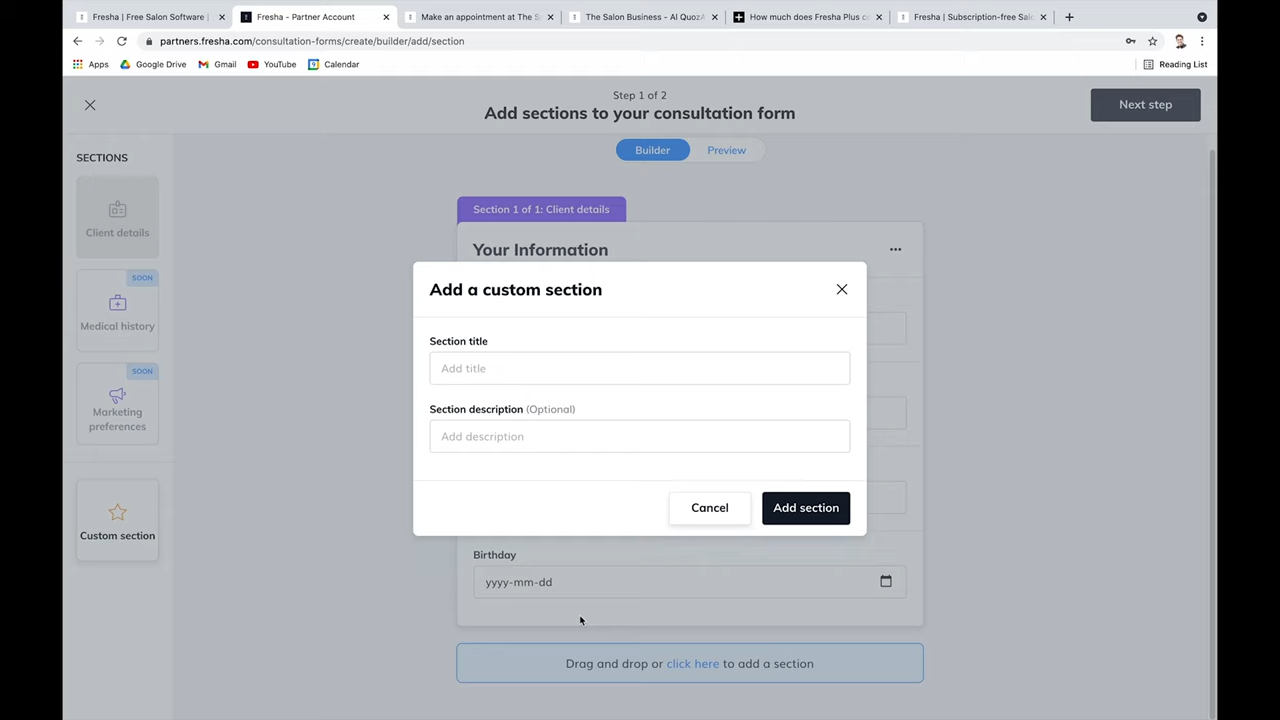 Fresha | Free Salon Software |
Fresha - Partner Account
Make an appointment at The S
The Salon Business - Al QuozA
How much does Fresha Plus co
Fresha | Subscription-free Salo
partners.fresha.com/consultation-forms/create/builder/add/section
Apps
Google Drive
Gmail
YouTube
Calendar
Reading List
Step 1 of 2
Add sections to your consultation form
Next step
SECTIONS
Builder
Preview
Client details
Section 1 of 1: Client details
Your Information
SOON
Medical history
SOON
Marketing
preferences
Custom section
Add a custom section
Section title
Add title
Section description (Optional)
Add description
Cancel
Add section
Birthday
yyyy-mm-dd
Drag and drop or click here to add a section